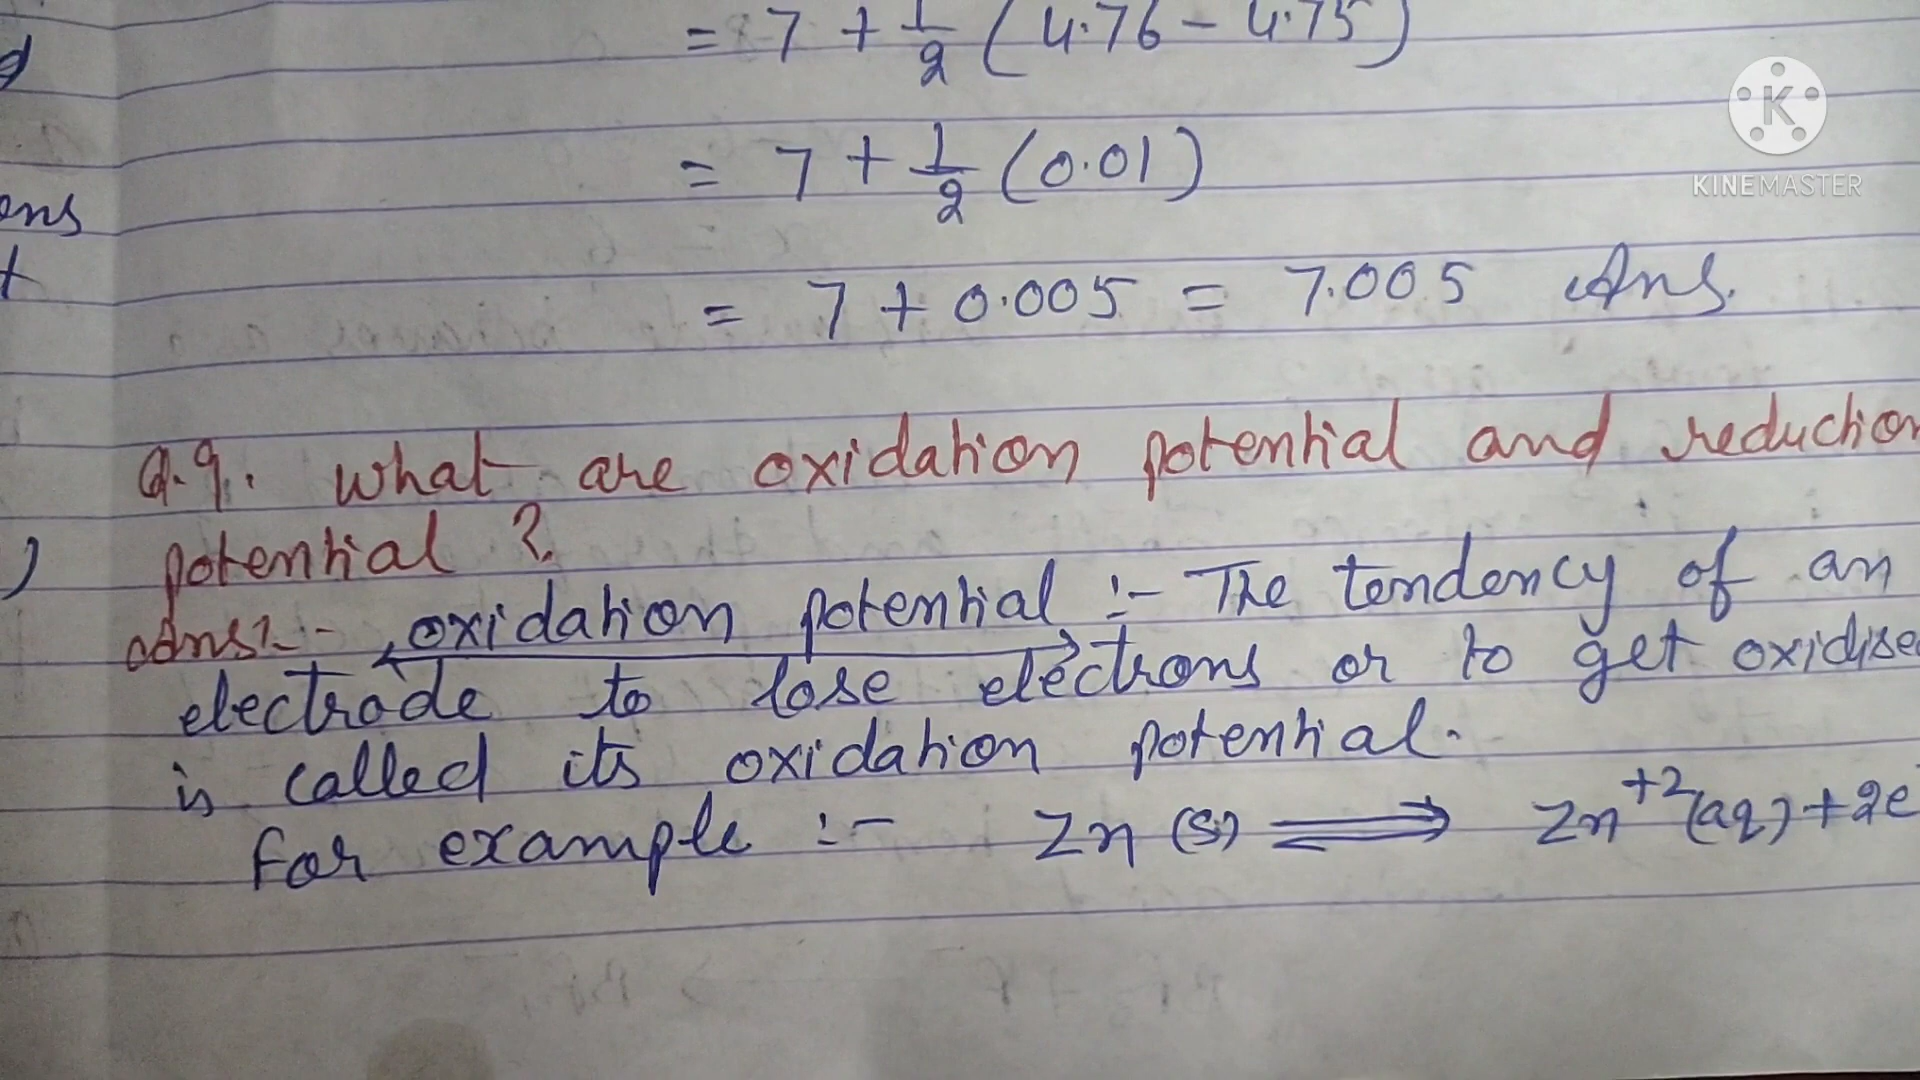 = 7 + 1/2 (4.76 - 4.75)
= 7 + 1/2 (0.01)
ens
= 7 + 0.005 = 7.005 Ans.
Q.9. What are oxidation potential and reduction
potential ?
Ans:- oxidation potential :- The tendency of an
electrode to lose electrons or to get oxidise
is called its oxidation potential.
For example :- Zn (s) ⇌ Zn+2(aq) + 2e-
KINEMASTER